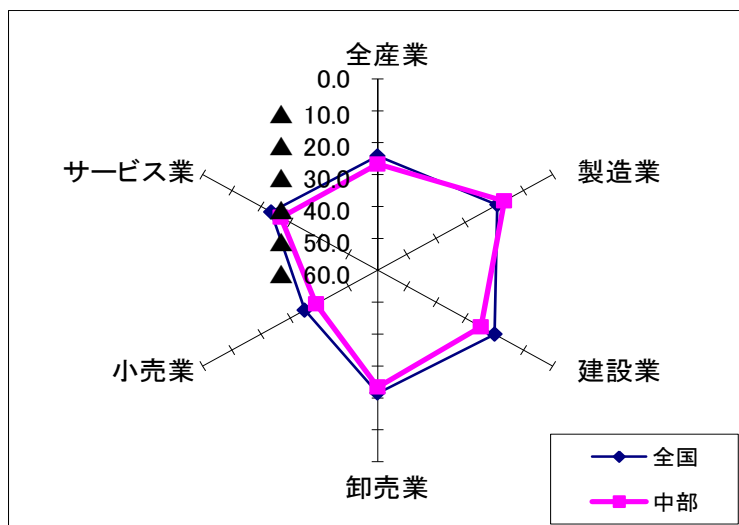 全産業
0.0
▲ 10.0
▲ 20.0
▲ 30.0
▲ 40.0
▲ 50.0
▲ 60.0
サービス業
製造業
小売業
建設業
卸売業
全国
中部